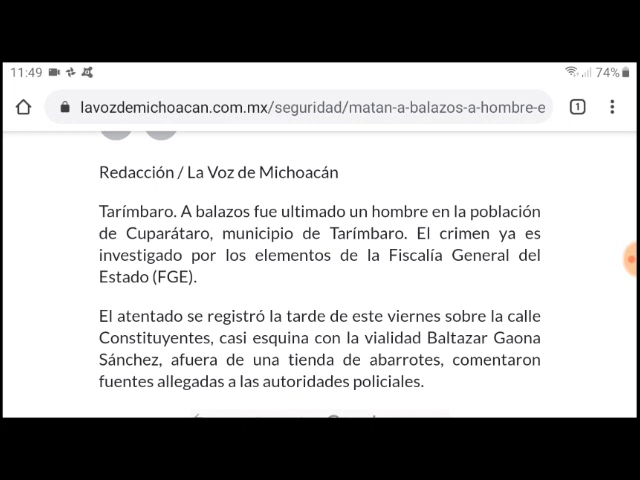 11:49
74%
lavozdemichoacan.com.mx/seguridad/matan-a-balazos-a-hombre-e
1
Redacción / La Voz de Michoacán
Tarímbaro. A balazos fue ultimado un hombre en la población
de Cuparátaro, municipio de Tarímbaro. El crimen ya es
investigado por los elementos de la Fiscalía General del
Estado (FGE).
El atentado se registró la tarde de este viernes sobre la calle
Constituyentes, casi esquina con la vialidad Baltazar Gaona
Sánchez, afuera de una tienda de abarrotes, comentaron
fuentes allegadas a las autoridades policiales.